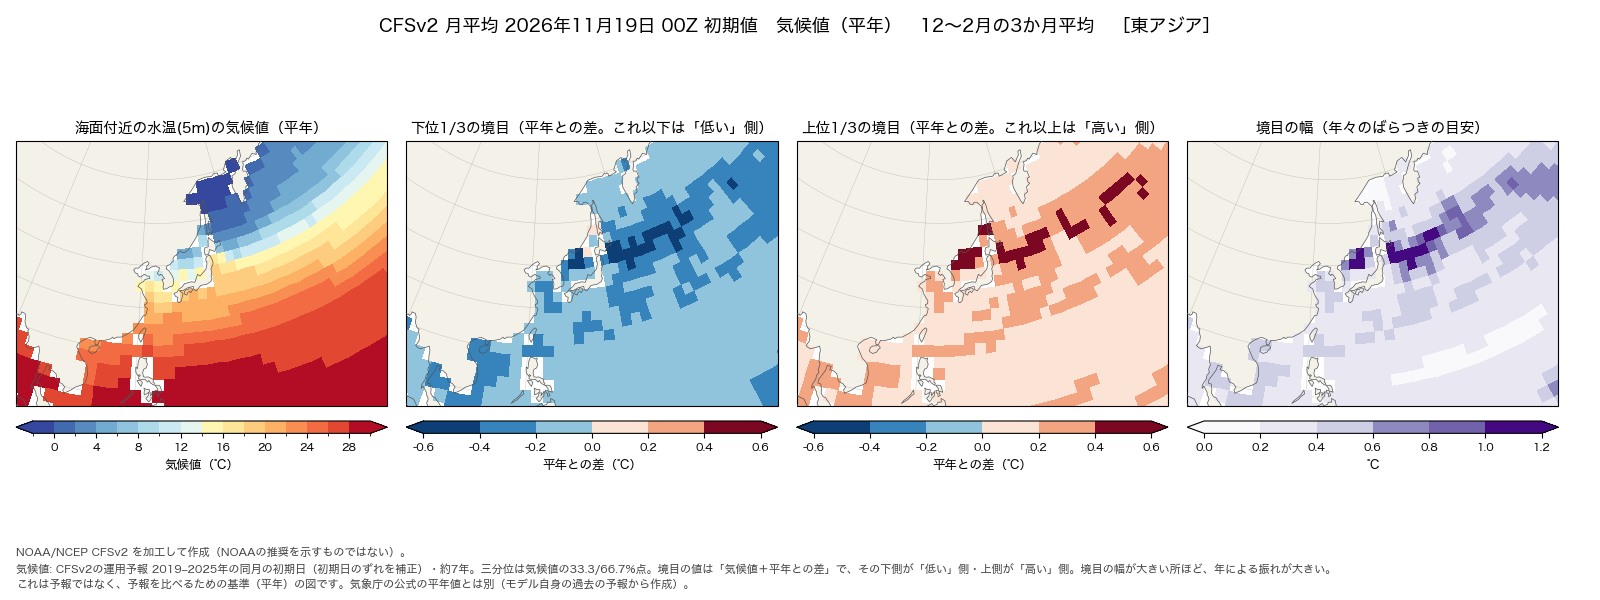 CFSv2 月平均 2026年11月19日 00Z 初期値　気候値（平年）　12～2月の3か月平均　［東アジア］
海面付近の水温(5m)の気候値（平年）
下位1/3の境目（平年との差。これ以下は「低い」側）
上位1/3の境目（平年との差。これ以上は「高い」側）
境目の幅（年々のばらつきの目安）
0 4 8 12 16 20 24 28
気候値（℃）
-0.6 -0.4 -0.2 0.0 0.2 0.4 0.6
平年との差（℃）
-0.6 -0.4 -0.2 0.0 0.2 0.4 0.6
平年との差（℃）
0.0 0.2 0.4 0.6 0.8 1.0 1.2
℃
NOAA/NCEP CFSv2 を加工して作成（NOAAの推奨を示すものではない）。
気候値: CFSv2の運用予報 2019–2025年の同月の初期日（初期日のずれを補正）・約7年。三分位は気候値の33.3/66.7%点。境目の値は「気候値＋平年との差」で、その下側が「低い」側・上側が「高い」側。境目の幅が大きい所ほど、年による振れが大きい。
これは予報ではなく、予報を比べるための基準（平年）の図です。気象庁の公式の平年値とは別（モデル自身の過去の予報から作成）。